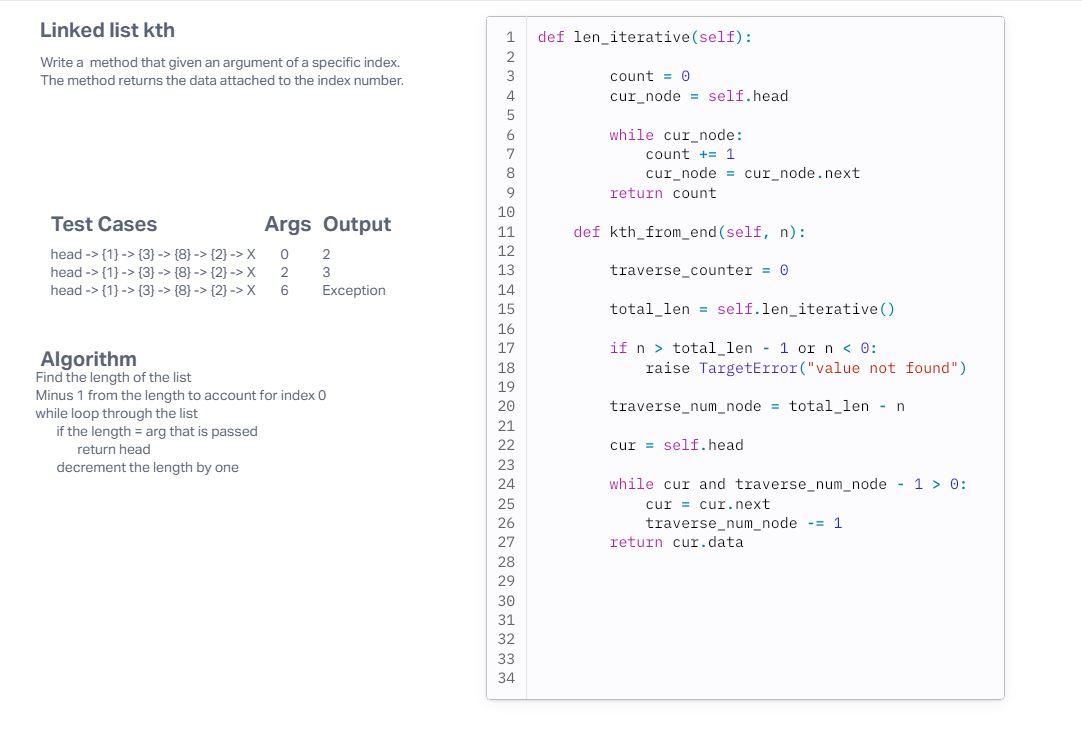 Linked list kth
Write a method that given an argument of a specific index.
The method returns the data attached to the index number.
Test Cases Args Output
head -> {1} -> {3} -> {8} -> {2} -> X 0 2
head -> {1} -> {3} -> {8} -> {2} -> X 2 3
head -> {1} -> {3} -> {8} -> {2} -> X 6 Exception
Algorithm
Find the length of the list
Minus 1 from the length to account for index 0
while loop through the list
if the length = arg that is passed
return head
decrement the length by one
1 def len_iterative(self):
2
3 count = 0
4 cur_node = self.head
5
6 while cur_node:
7 count += 1
8 cur_node = cur_node.next
9 return count
10
11 def kth_from_end(self, n):
12
13 traverse_counter = 0
14
15 total_len = self.len_iterative()
16
17 if n > total_len - 1 or n < 0:
18 raise TargetError("value not found")
19
20 traverse_num_node = total_len - n
21
22 cur = self.head
23
24 while cur and traverse_num_node - 1 > 0:
25 cur = cur.next
26 traverse_num_node -= 1
27 return cur.data
28
29
30
31
32
33
34